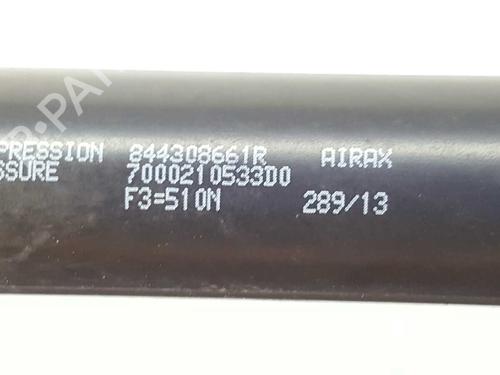 PRESSION 844308661R AIRAX
SSURE 7000210533D0
F3=510N 289/13